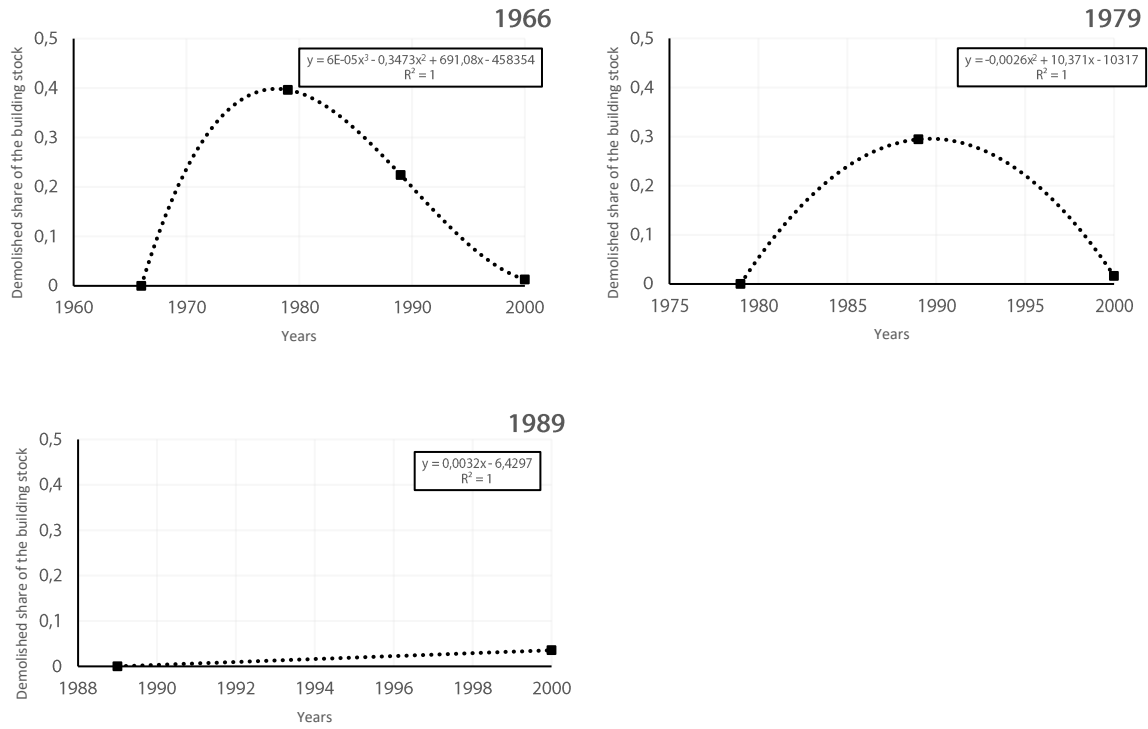 1966
Demolished share of the building stock
0,5
0,4
0,3
0,2
0,1
0
y = 6E-05x³ - 0,3473x² + 691,08x - 458354
R² = 1
1960 1970 1980 1990 2000
Years
1979
Demolished share of the building stock
0,5
0,4
0,3
0,2
0,1
0
y = -0,0026x² + 10,371x - 10317
R² = 1
1975 1980 1985 1990 1995 2000
Years
1989
Demolished share of the building stock
0,5
0,4
0,3
0,2
0,1
0
y = 0,0032x - 6,4297
R² = 1
1988 1990 1992 1994 1996 1998 2000
Years